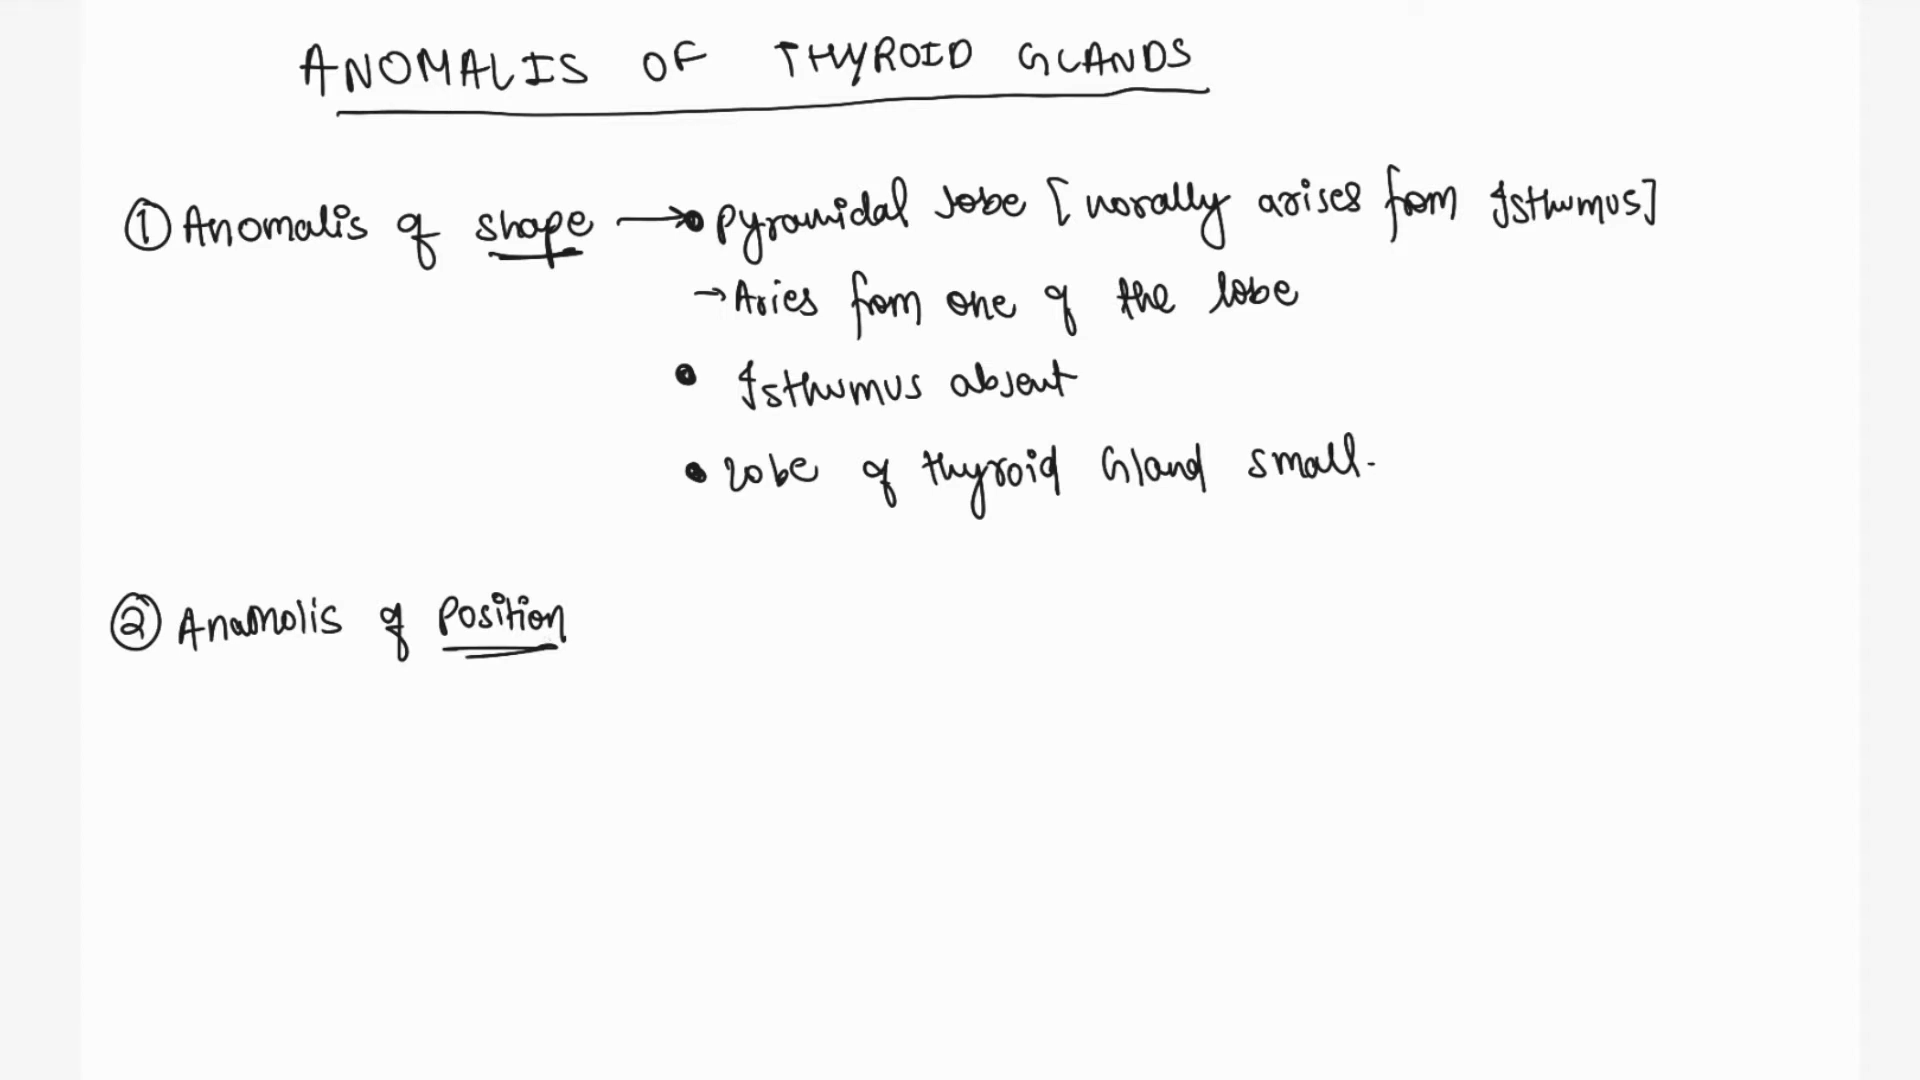 ANOMALIS OF THYROID GLANDS
① Anomalis of shape → • pyramidal lobe [norally arises from Isthumus]
→ Aries from one of the lobe
• Isthumus absent
• Lobe of thyroid Gland small.
② Anamolis of Position